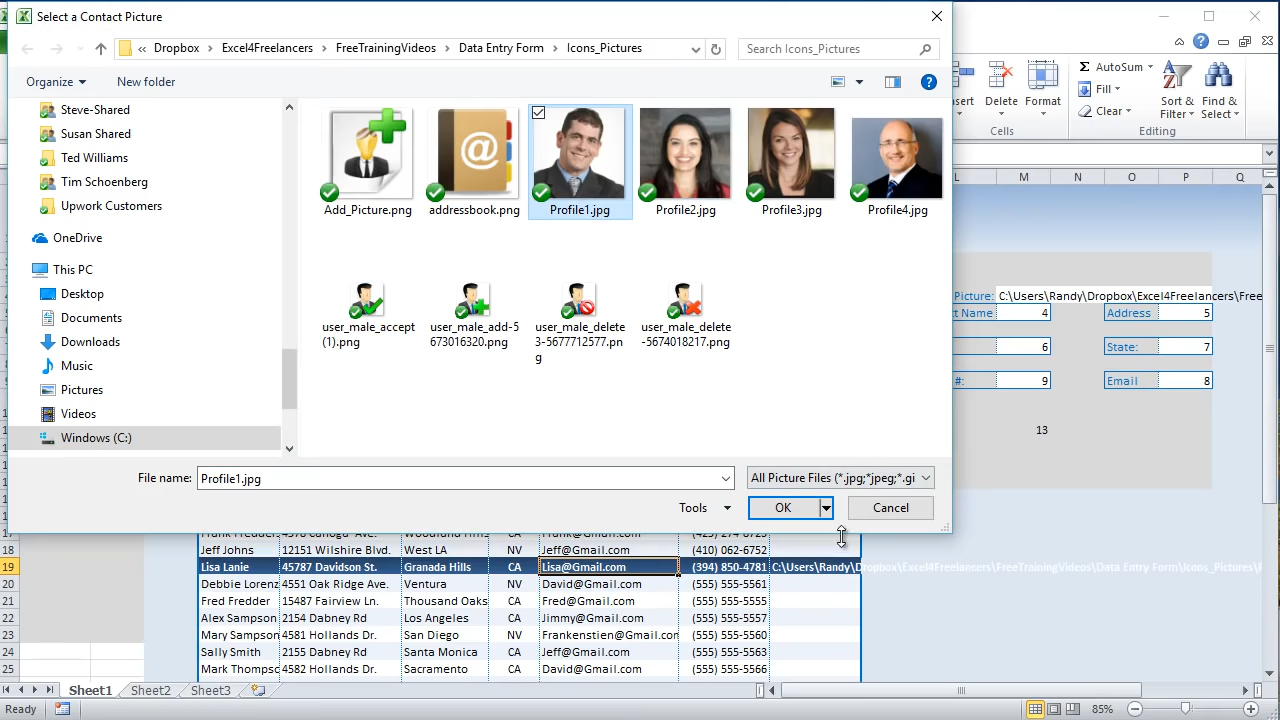 Select a Contact Picture
« Dropbox Excel4Freelancers FreeTrainingVideos Data Entry Form Icons_Pictures
Search Icons_Pictures
Organize New folder
Steve-Shared
Susan Shared
Ted Williams
Tim Schoenberg
Upwork Customers
OneDrive
This PC
Desktop
Documents
Downloads
Music
Pictures
Videos
Windows (C:)
Add_Picture.png addressbook.png Profile1.jpg Profile2.jpg Profile3.jpg Profile4.jpg
user_male_accept
(1).png
user_male_add-5
673016320.png
user_male_delete
3-5677712577.pn
g
user_male_delete
-5674018217.png
File name: Profile1.jpg All Picture Files (*.jpg;*jpeg;*.gi
Tools OK Cancel
Insert Delete Format
Cells
AutoSum
Fill
Clear
Sort &
Filter
Find &
Select
Editing
L M N O P Q
Picture: C:\Users\Randy\Dropbox\Excel4Freelancers\Free
ct Name 4 Address 5
6 State: 7
#: 9 Email 8
13
17
18 Jeff Johns 12151 Wilshire Blvd. West LA NV Jeff@Gmail.com (410) 062-6752
19 Lisa Lanie 45787 Davidson St. Granada Hills CA Lisa@Gmail.com (394) 850-4781 C:\Users\Randy\Dropbox\Excel4Freelancers\FreeTrainingVideos\Data Entry Form\Icons_Pictures\
20 Debbie Lorenz 4551 Oak Ridge Ave. Ventura NV David@Gmail.com (555) 555-5561
21 Fred Fredder 15487 Fairview Ln. Thousand Oaks CA Fred@Gmail.com (555) 555-5555
22 Alex Sampson 2154 Dabney Rd Los Angeles CA Jimmy@Gmail.com (555) 555-5557
23 Mary Sampson 4581 Hollands Dr. San Diego NV Frankenstien@Gmail.com (555) 555-5560
24 Sally Smith 2155 Dabney Rd Santa Monica CA Jeff@Gmail.com (555) 555-5563
25 Mark Thompso 4582 Hollands Dr. Sacramento CA David@Gmail.com (555) 555-5566
Sheet1 Sheet2 Sheet3
Ready 85%